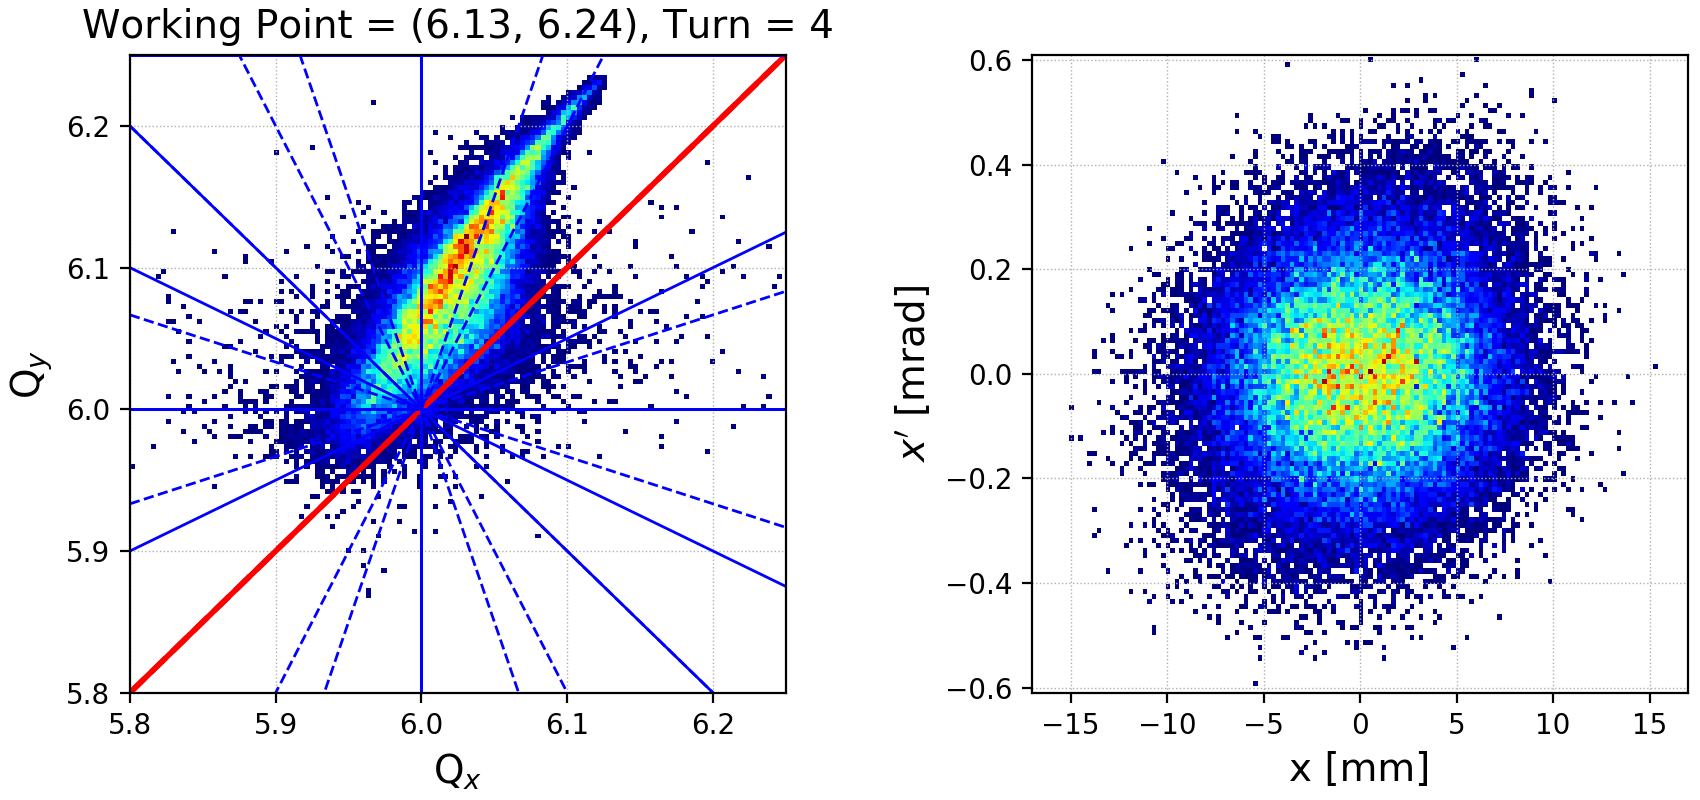 Working Point = (6.13, 6.24), Turn = 4
6.2
6.1
6.0
5.9
5.8
Q_y
5.8 5.9 6.0 6.1 6.2
Q_x
0.6
0.4
0.2
0.0
−0.2
−0.4
−0.6
x′ [mrad]
−15 −10 −5 0 5 10 15
x [mm]